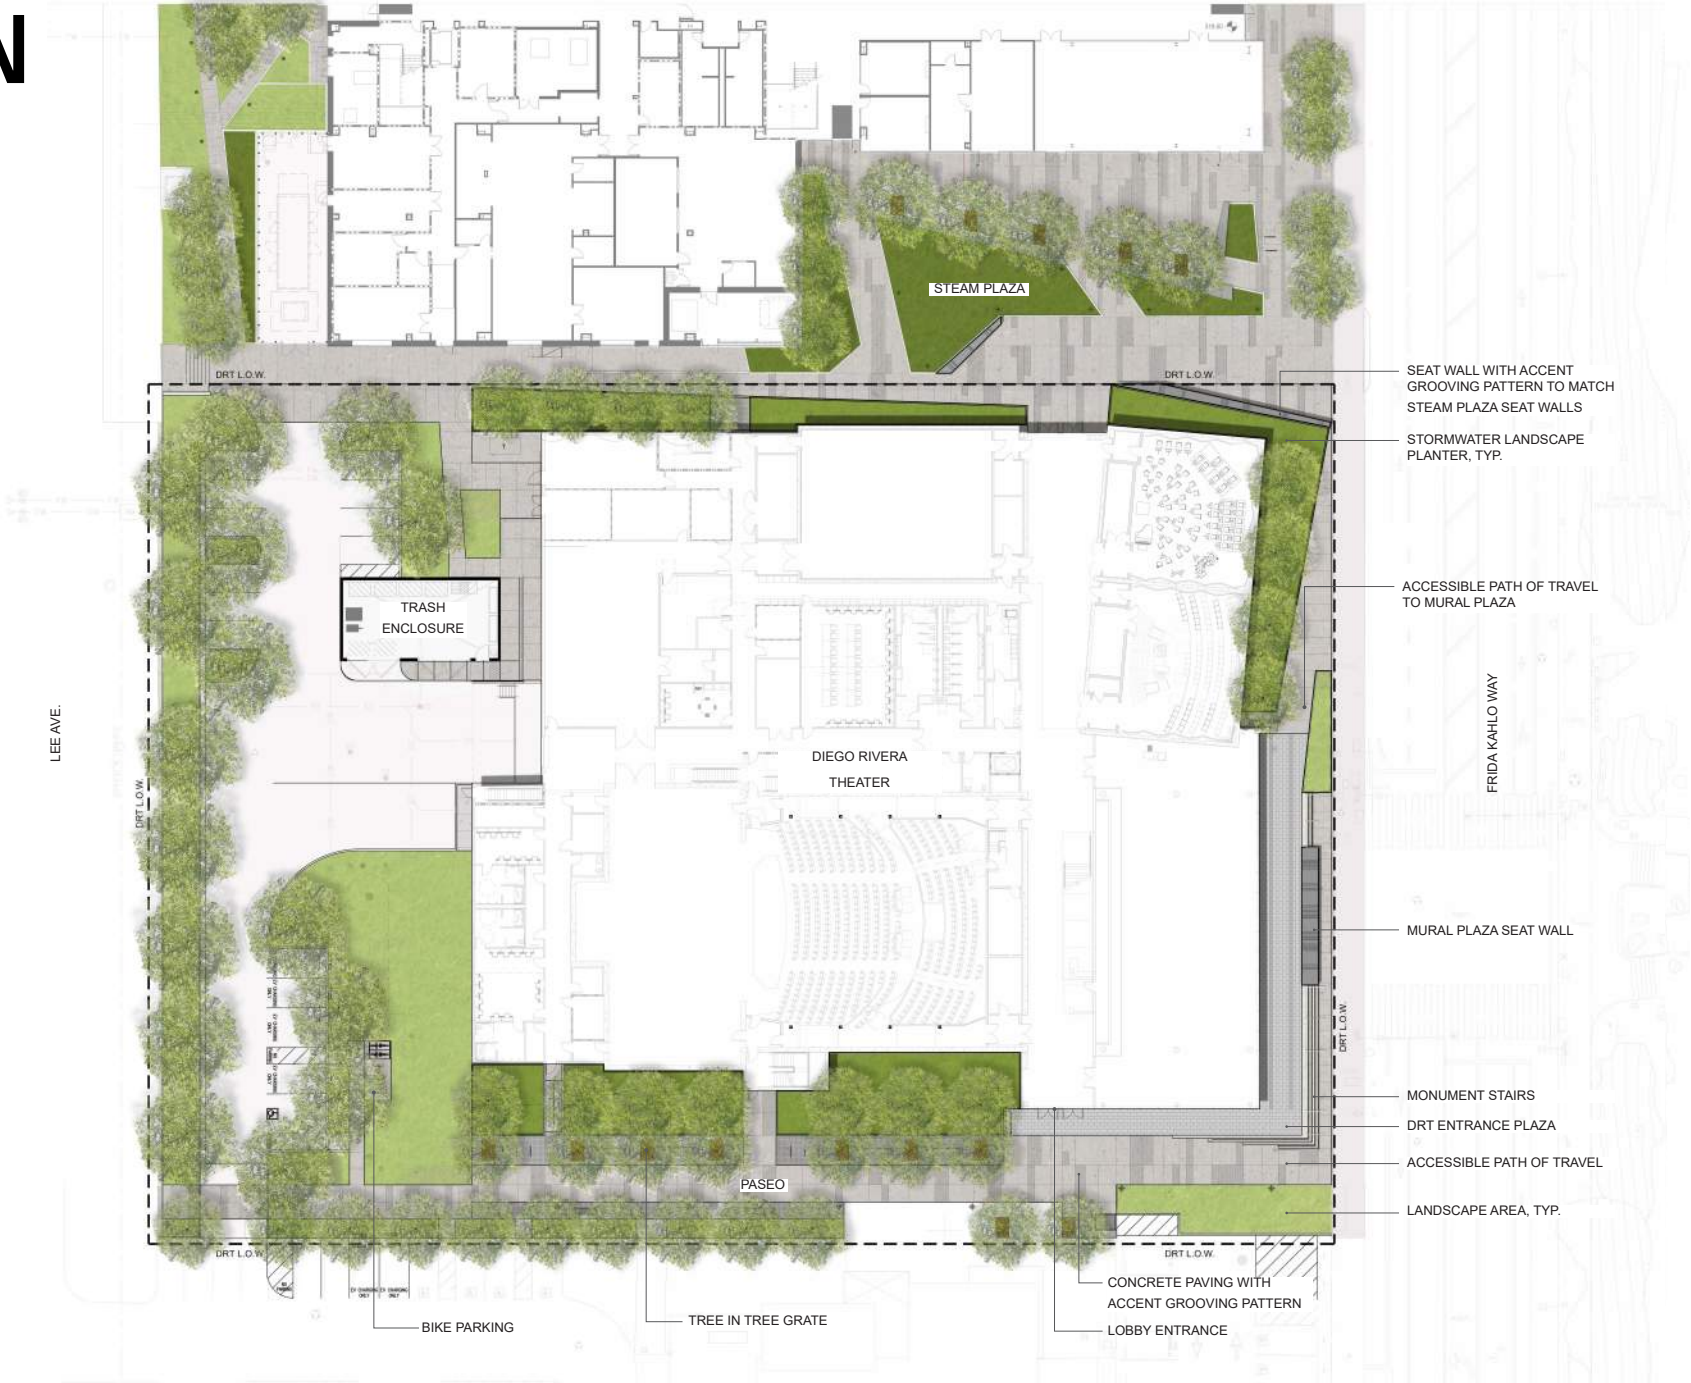 N
STEAM PLAZA
DRT L.O.W.
DRT L.O.W.
SEAT WALL WITH ACCENT
GROOVING PATTERN TO MATCH
STEAM PLAZA SEAT WALLS
STORMWATER LANDSCAPE
PLANTER, TYP.
ACCESSIBLE PATH OF TRAVEL
TO MURAL PLAZA
TRASH
ENCLOSURE
LEE AVE.
FRIDA KAHLO WAY
DIEGO RIVERA
THEATER
DRT L.O.W.
MURAL PLAZA SEAT WALL
DRT L.O.W.
MONUMENT STAIRS
DRT ENTRANCE PLAZA
ACCESSIBLE PATH OF TRAVEL
PASEO
LANDSCAPE AREA, TYP.
DRT L.O.W.
DRT L.O.W.
CONCRETE PAVING WITH
ACCENT GROOVING PATTERN
TREE IN TREE GRATE
BIKE PARKING
LOBBY ENTRANCE